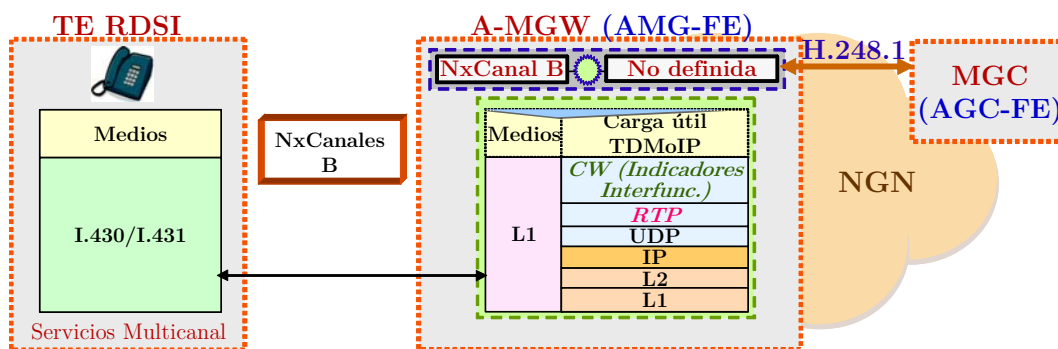 TE RDSI
A-MGW (AMG-FE)
NxCanal B
No definida
H.248.1
MGC
(AGC-FE)
Medios
NxCanales
B
Medios
Carga útil
TDMoIP
CW (Indicadores
Interfunc.)
NGN
I.430/I.431
L1
RTP
UDP
IP
L2
L1
Servicios Multicanal